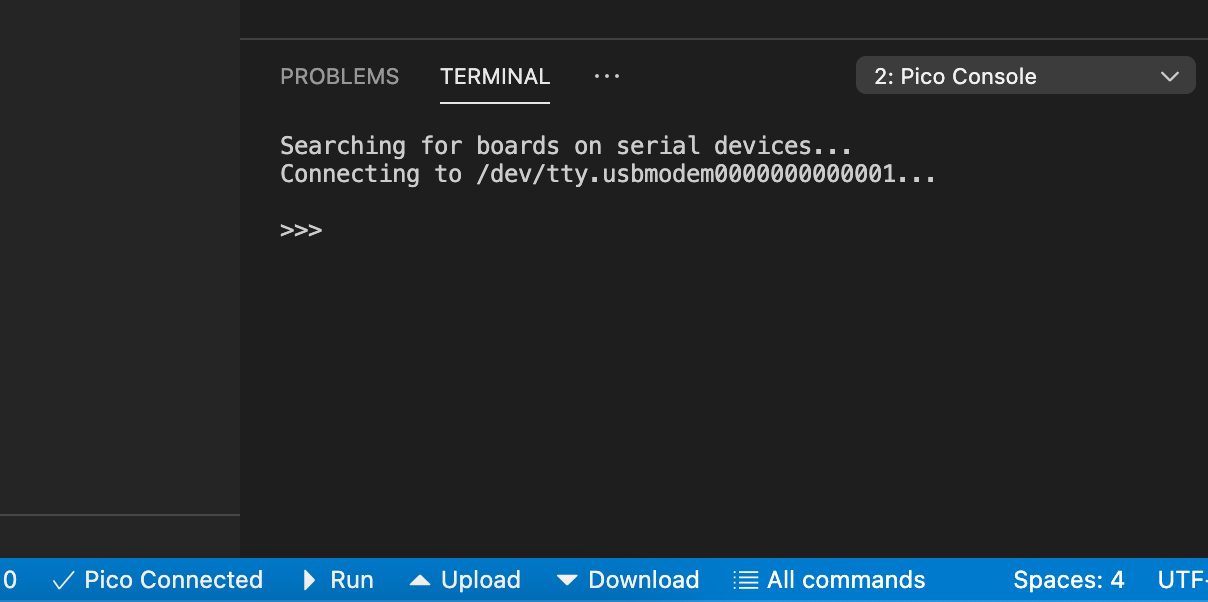 PROBLEMS TERMINAL ... 2: Pico Console
Searching for boards on serial devices...
Connecting to /dev/tty.usbmodem0000000000001...
>>>
0 Pico Connected Run Upload Download All commands Spaces: 4 UTF-